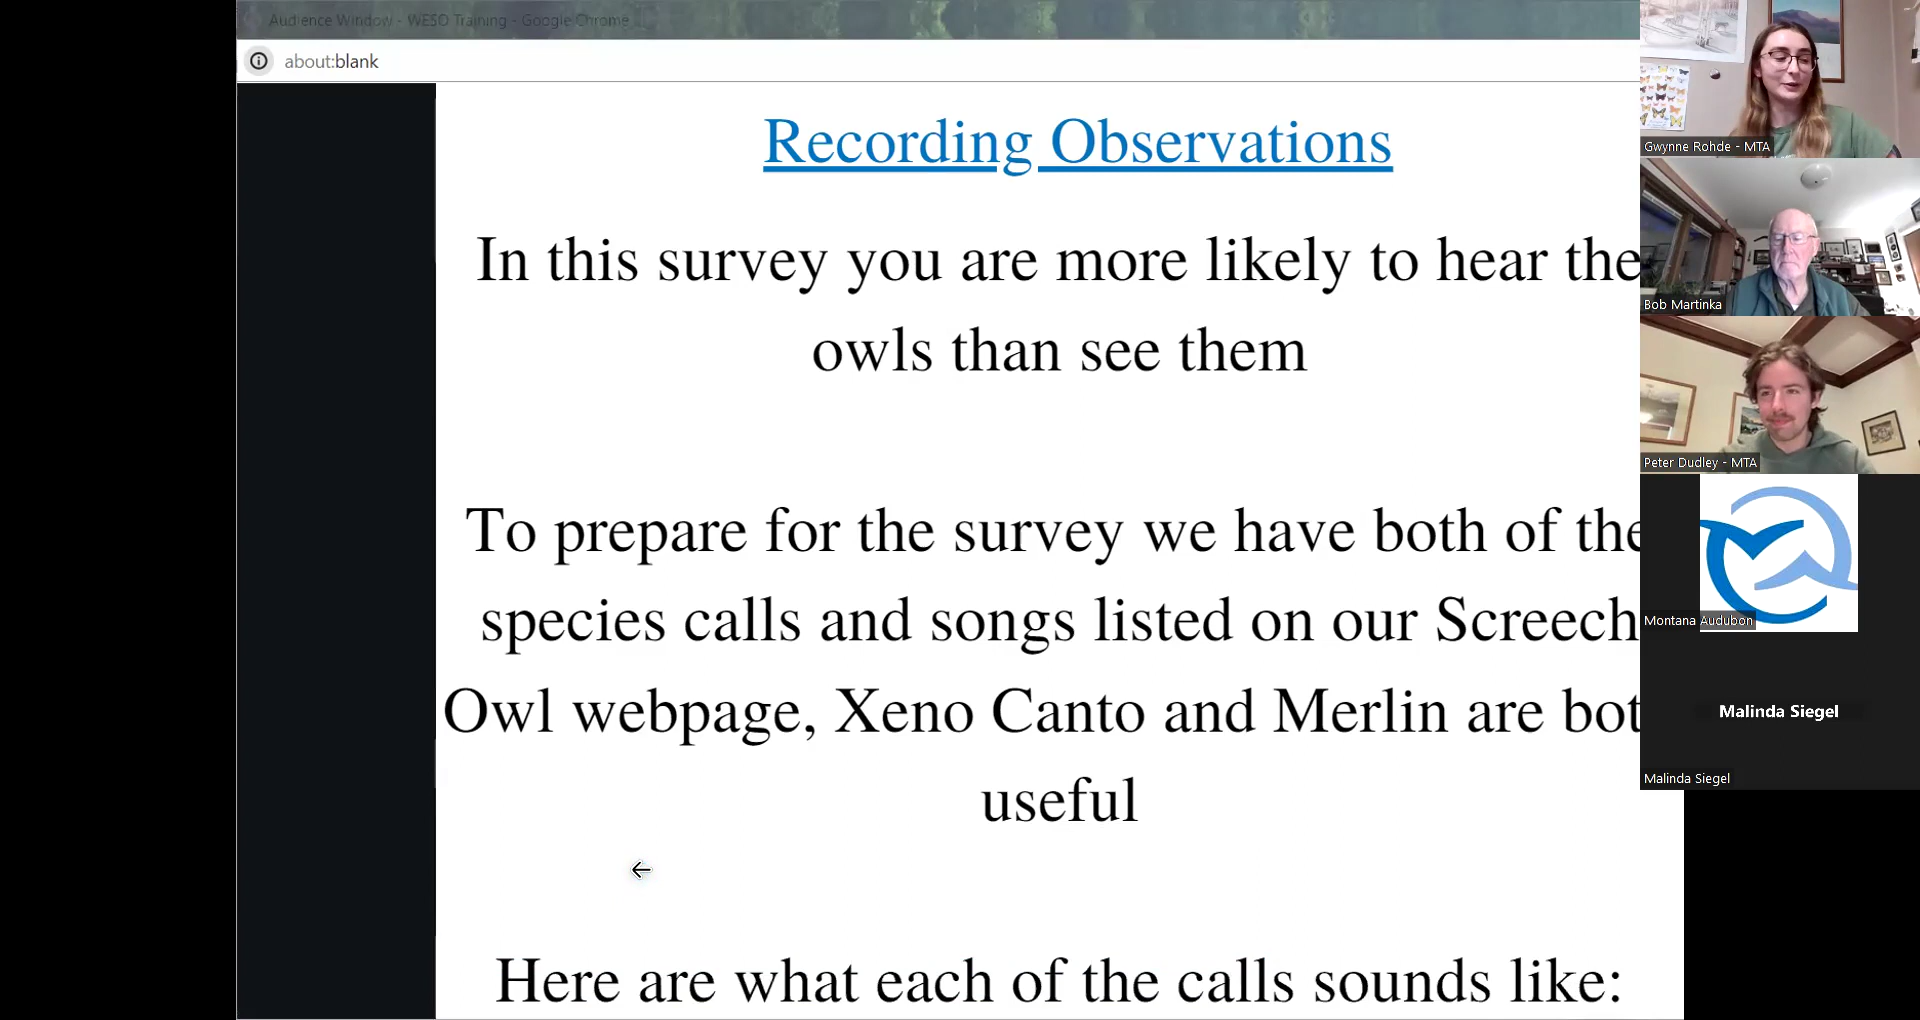 Audience Window - WESO Training - Google Chrome
about:blank
Recording Observations
In this survey you are more likely to hear the
owls than see them
To prepare for the survey we have both of the
species calls and songs listed on our Screech
Owl webpage, Xeno Canto and Merlin are bot
useful
Here are what each of the calls sounds like:
Gwynne Rohde - MTA
Bob Martinka
Peter Dudley - MTA
Montana Audubon
Malinda Siegel
Malinda Siegel